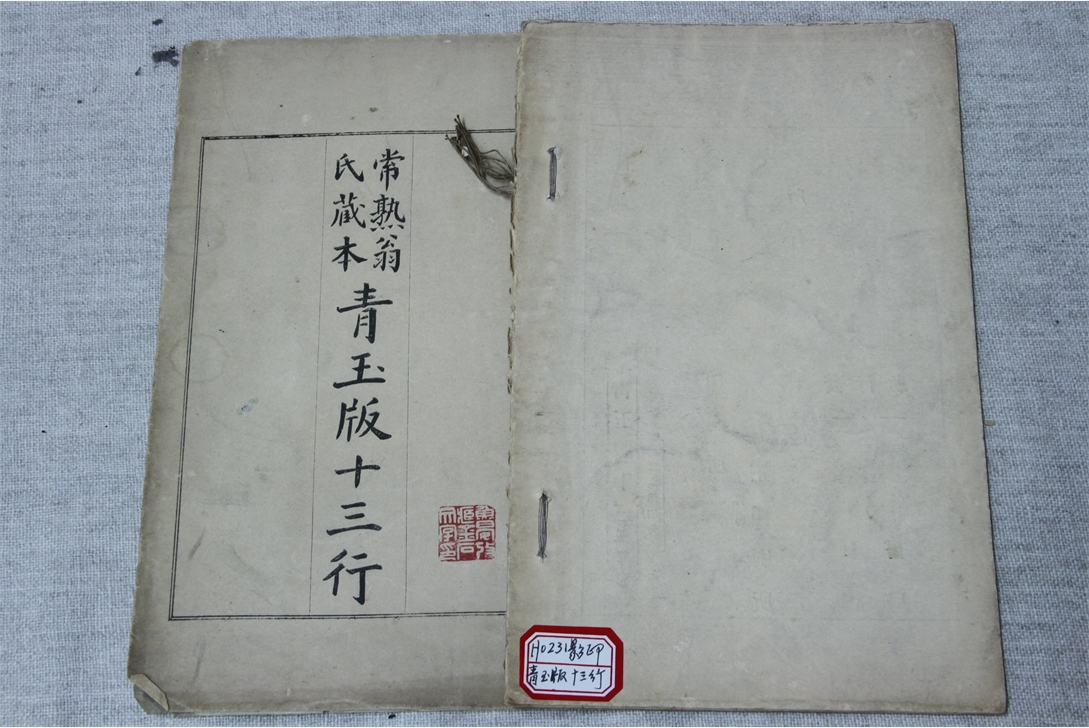 常熟翁
氏藏本
青玉版十三行
H0231影印
青玉版十三行